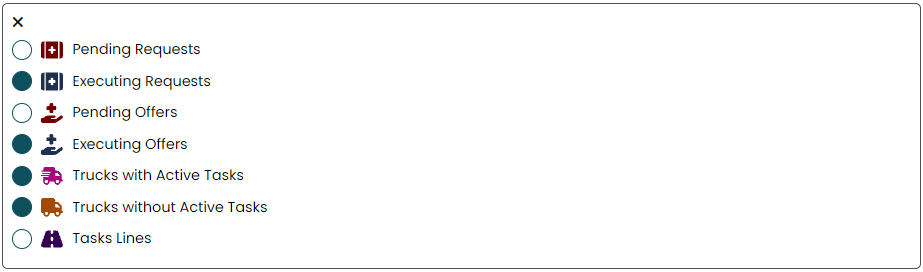 Pending Requests
Executing Requests
Pending Offers
Executing Offers
Trucks with Active Tasks
Trucks without Active Tasks
Tasks Lines